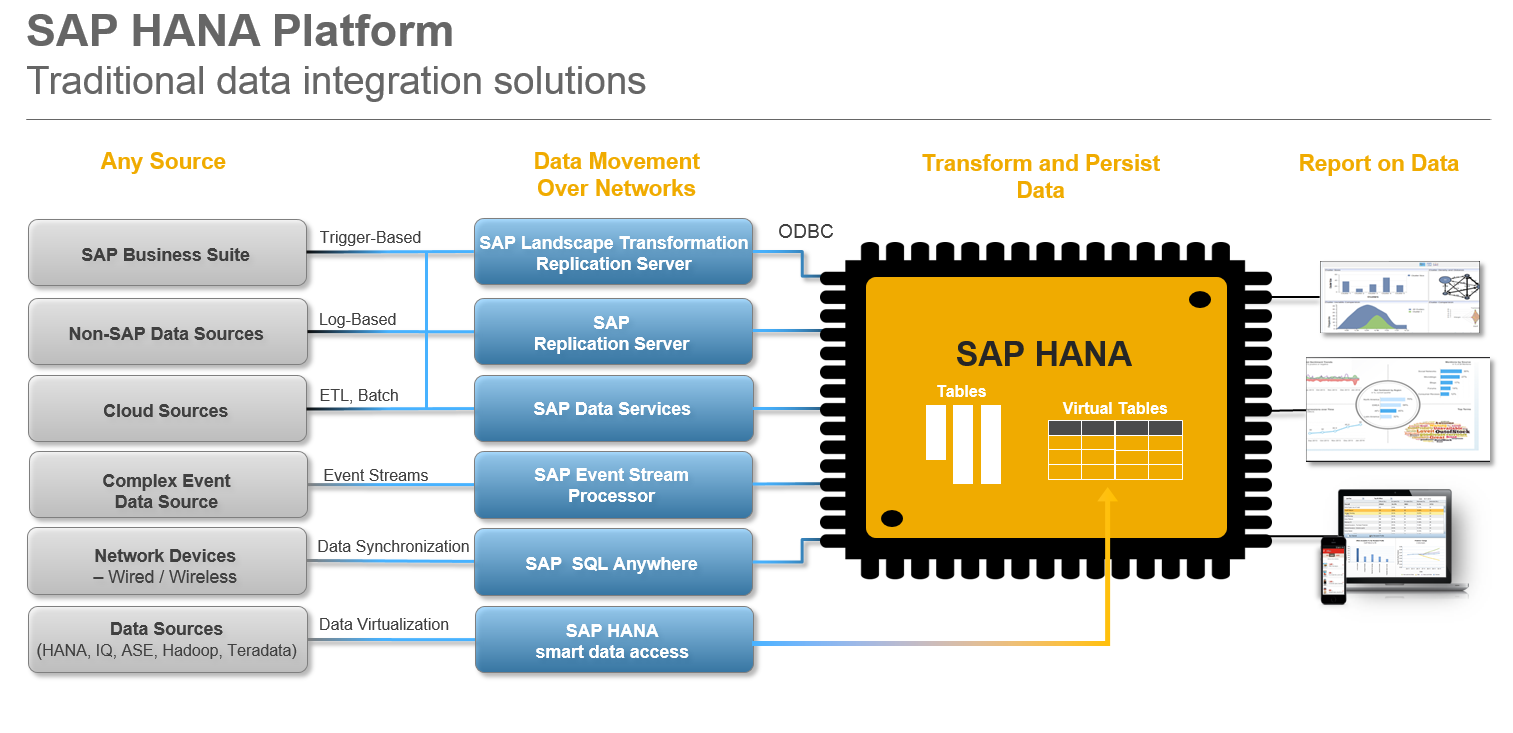 SAP HANA Platform
Traditional data integration solutions
Any Source
Data Movement
Over Networks
Transform and Persist
Data
Report on Data
SAP Business Suite
Trigger-Based
SAP Landscape Transformation
Replication Server
ODBC
Non-SAP Data Sources
Log-Based
SAP
Replication Server
Cloud Sources
ETL, Batch
SAP Data Services
Complex Event
Data Source
Event Streams
SAP Event Stream
Processor
Network Devices
– Wired / Wireless
Data Synchronization
SAP  SQL Anywhere
Data Sources
(HANA, IQ, ASE, Hadoop, Teradata)
Data Virtualization
SAP HANA
smart data access
SAP HANA
Tables
Virtual Tables